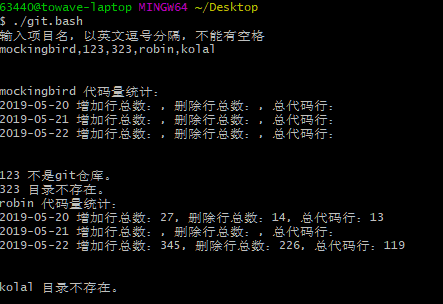 63440@towave-laptop MINGW64 ~/Desktop
$ ./git.bash
输入项目名, 以英文逗号分隔, 不能有空格
mockingbird,123,323,robin,kolal
mockingbird 代码量统计:
2019-05-20 增加行总数: , 删除行总数: , 总代码行:
2019-05-21 增加行总数: , 删除行总数: , 总代码行:
2019-05-22 增加行总数: , 删除行总数: , 总代码行:
123 不是git仓库。
323 目录不存在。
robin 代码量统计:
2019-05-20 增加行总数: 27, 删除行总数: 14, 总代码行: 13
2019-05-21 增加行总数: , 删除行总数: , 总代码行:
2019-05-22 增加行总数: 345, 删除行总数: 226, 总代码行: 119
kolal 目录不存在。